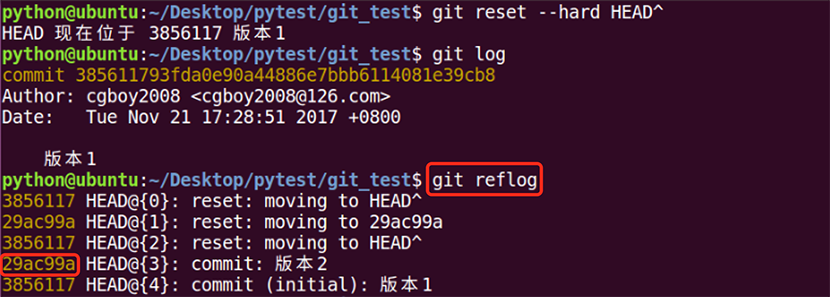 python@ubuntu:~/Desktop/pytest/git_test$ git reset --hard HEAD^
HEAD 现在位于 3856117 版本1
python@ubuntu:~/Desktop/pytest/git_test$ git log
commit 385611793fda0e90a44886e7bbb6114081e39cb8
Author: cgboy2008 <cgboy2008@126.com>
Date:   Tue Nov 21 17:28:51 2017 +0800
    版本1
python@ubuntu:~/Desktop/pytest/git_test$ git reflog
3856117 HEAD@{0}: reset: moving to HEAD^
29ac99a HEAD@{1}: reset: moving to 29ac99a
3856117 HEAD@{2}: reset: moving to HEAD^
29ac99a HEAD@{3}: commit: 版本2
3856117 HEAD@{4}: commit (initial): 版本1